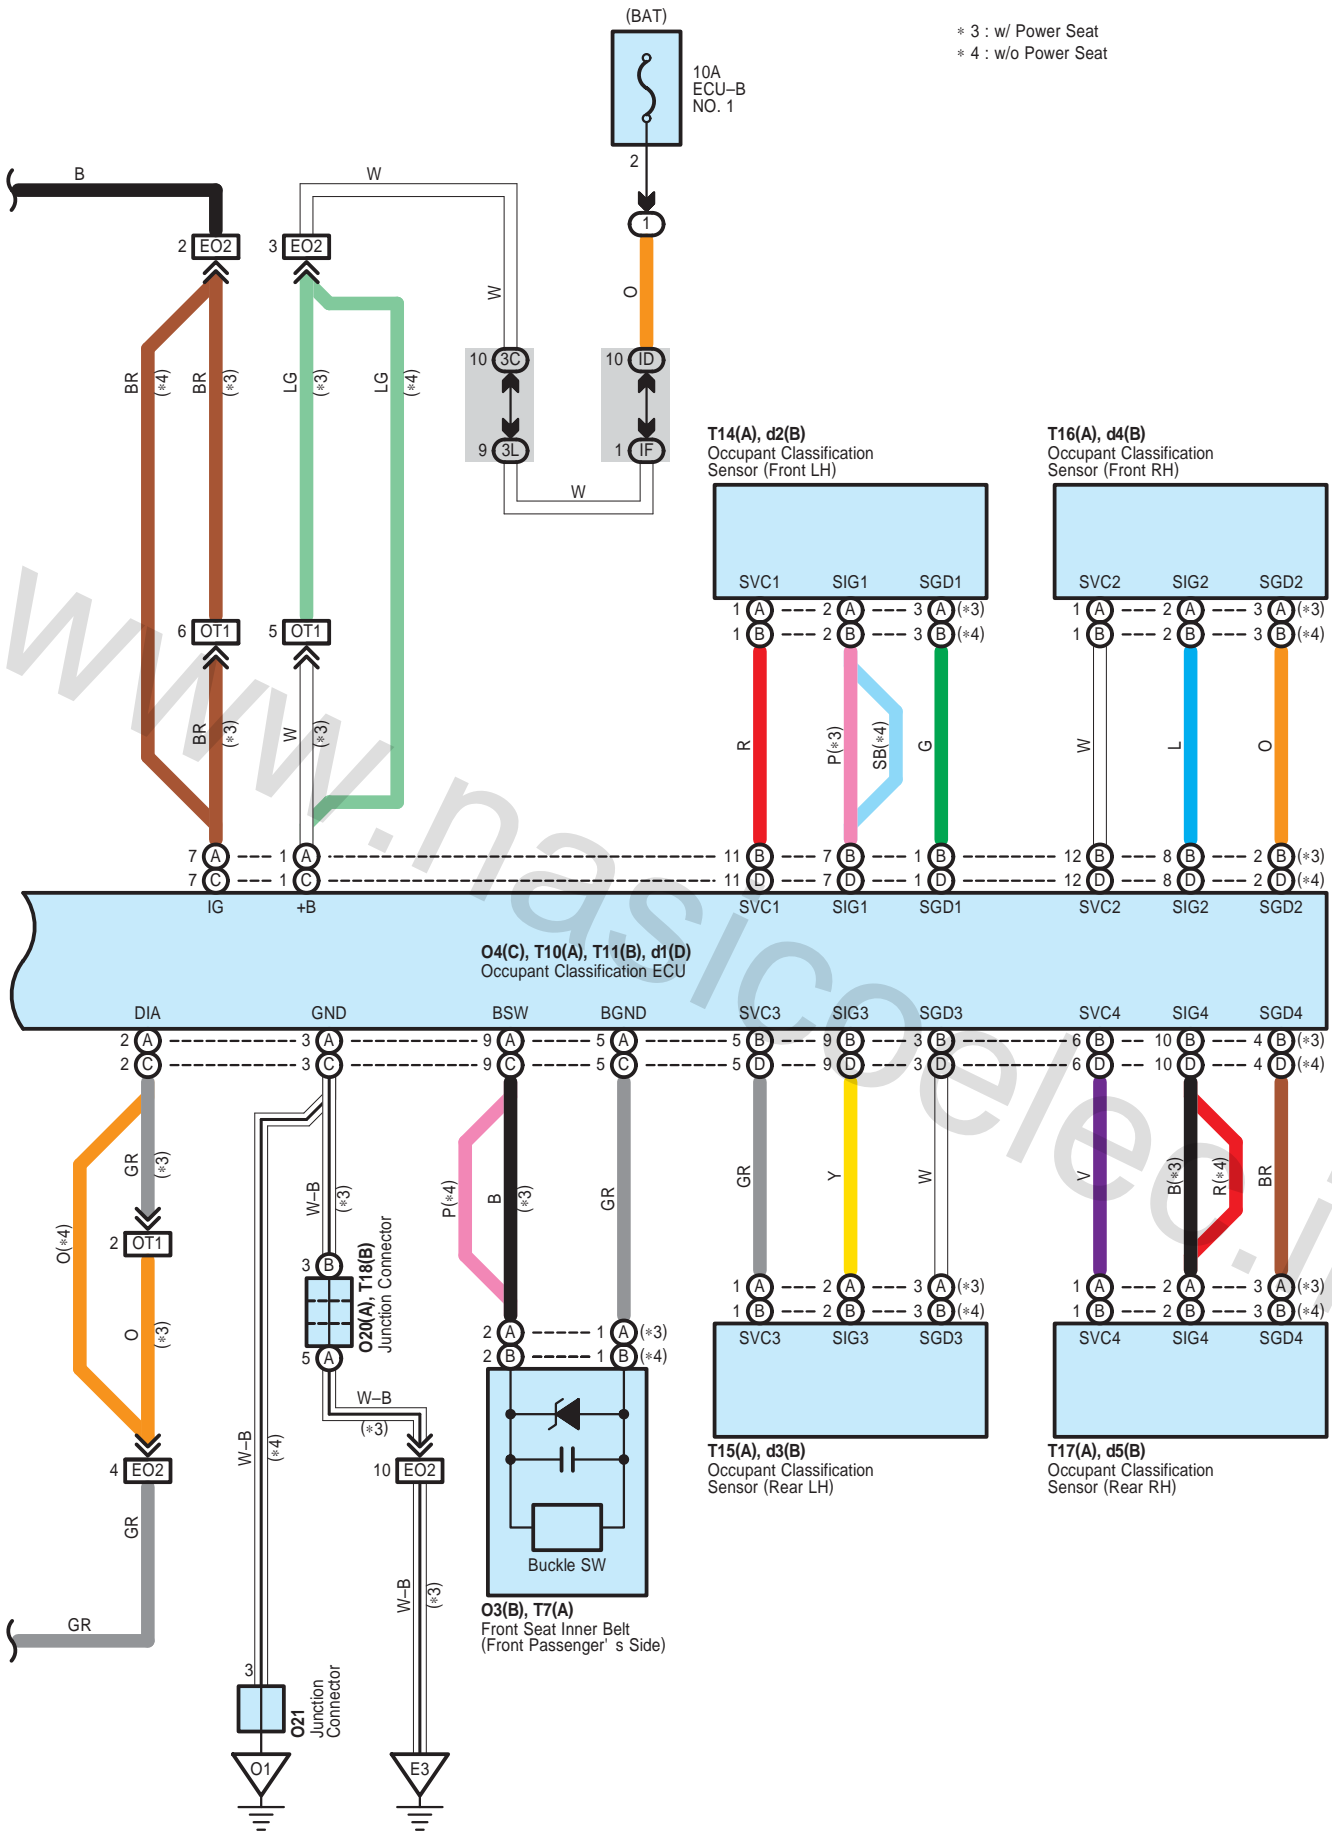 (BAT)
∗ 3 : w/ Power Seat
∗ 4 : w/o Power Seat
10A
ECU–B
NO. 1
2
1
B
W
2 EO2
3 EO2
W
O
BR (∗4)
BR (∗3)
LG (∗3)
LG (∗4)
10 3C
10 ID
9 3L
1 IF
W
T14(A), d2(B)
Occupant Classification
Sensor (Front LH)
T16(A), d4(B)
Occupant Classification
Sensor (Front RH)
SVC1 SIG1 SGD1
SVC2 SIG2 SGD2
1 A 2 A 3 A (∗3)
1 A 2 A 3 A (∗3)
1 B 2 B 3 B (∗4)
1 B 2 B 3 B (∗4)
6 OT1
5 OT1
BR (∗3)
W (∗3)
R
P(∗3)
SB(∗4)
G
W
L
O
7 A 1 A 11 B 7 B 1 B 12 B 8 B 2 B (∗3)
7 C 1 C 11 D 7 D 1 D 12 D 8 D 2 D (∗4)
IG +B SVC1 SIG1 SGD1 SVC2 SIG2 SGD2
O4(C), T10(A), T11(B), d1(D)
Occupant Classification ECU
DIA GND BSW BGND SVC3 SIG3 SGD3 SVC4 SIG4 SGD4
2 A 3 A 9 A 5 A 5 B 9 B 3 B 6 B 10 B 4 B (∗3)
2 C 3 C 9 C 5 C 5 D 9 D 3 D 6 D 10 D 4 D (∗4)
GR (∗3)
O(∗4)
W–B (∗3)
P(∗4)
B (∗3)
GR
GR
Y
W
V
B(∗3)
R(∗4)
BR
2 OT1
O (∗3)
3 B
O20(A), T18(B)
Junction Connector
5 A
W–B
(∗3)
1 A 2 A 3 A (∗3)
1 A 2 A 3 A (∗3)
1 B 2 B 3 B (∗4)
1 B 2 B 3 B (∗4)
SVC3 SIG3 SGD3
SVC4 SIG4 SGD4
2 A 1 A (∗3)
2 B 1 B (∗4)
W–B (∗4)
4 EO2
10 EO2
T15(A), d3(B)
Occupant Classification
Sensor (Rear LH)
T17(A), d5(B)
Occupant Classification
Sensor (Rear RH)
GR
W–B (∗3)
Buckle SW
O3(B), T7(A)
Front Seat Inner Belt
(Front Passenger' s Side)
GR
3
O21
Junction
Connector
O1
E3
www.nasicoelec.i